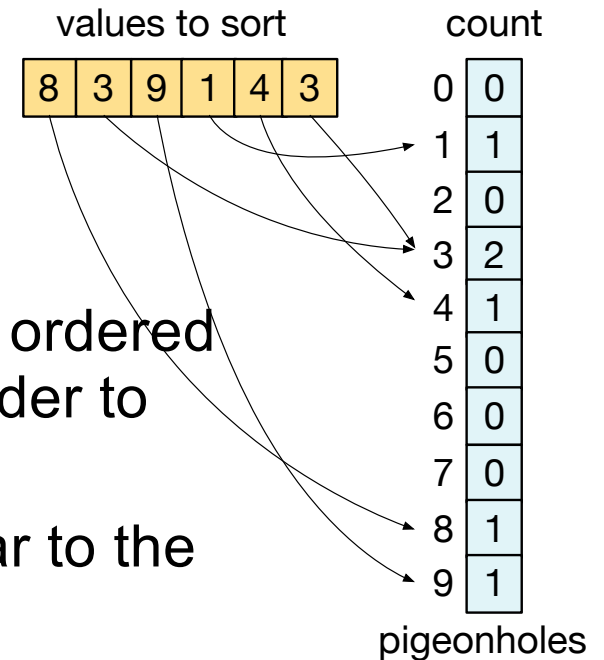 values to sort
count
8 3 9 1 4 3
0 0
1 1
2 0
3 2
4 1
ordered
5 0
der to
6 0
7 0
8 1
ar to the
9 1
pigeonholes